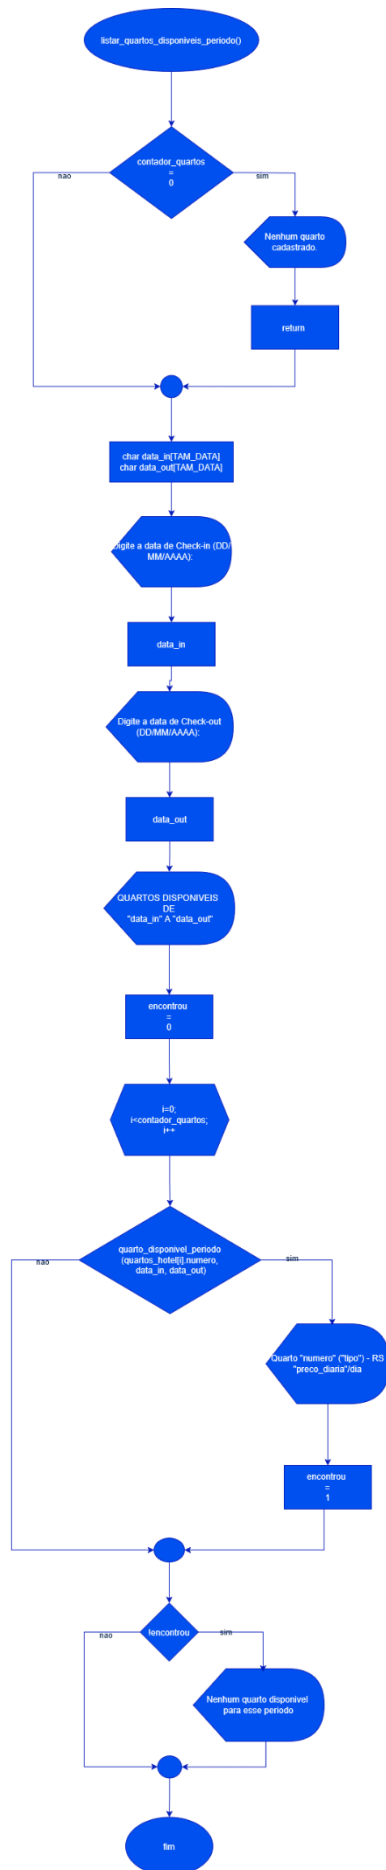 listar_quartos_disponiveis_periodo()
contador_quartos
=
0
nao
sim
Nenhum quarto
cadastrado.
return
char data_in[TAM_DATA]
char data_out[TAM_DATA]
Digite a data de Check-in (DD/
MM/AAAA):
data_in
Digite a data de Check-out
(DD/MM/AAAA):
data_out
QUARTOS DISPONIVEIS
DE
"data_in" A "data_out"
encontrou
=
0
i=0;
i<contador_quartos;
i++
quarto_disponivel_periodo
(quartos_hotel[i].numero,
data_in, data_out)
nao
sim
Quarto "numero" ("tipo") - RS
"preco_diaria"/dia
encontrou
=
1
!encontrou
nao
sim
Nenhum quarto disponivel
para esse periodo
fim